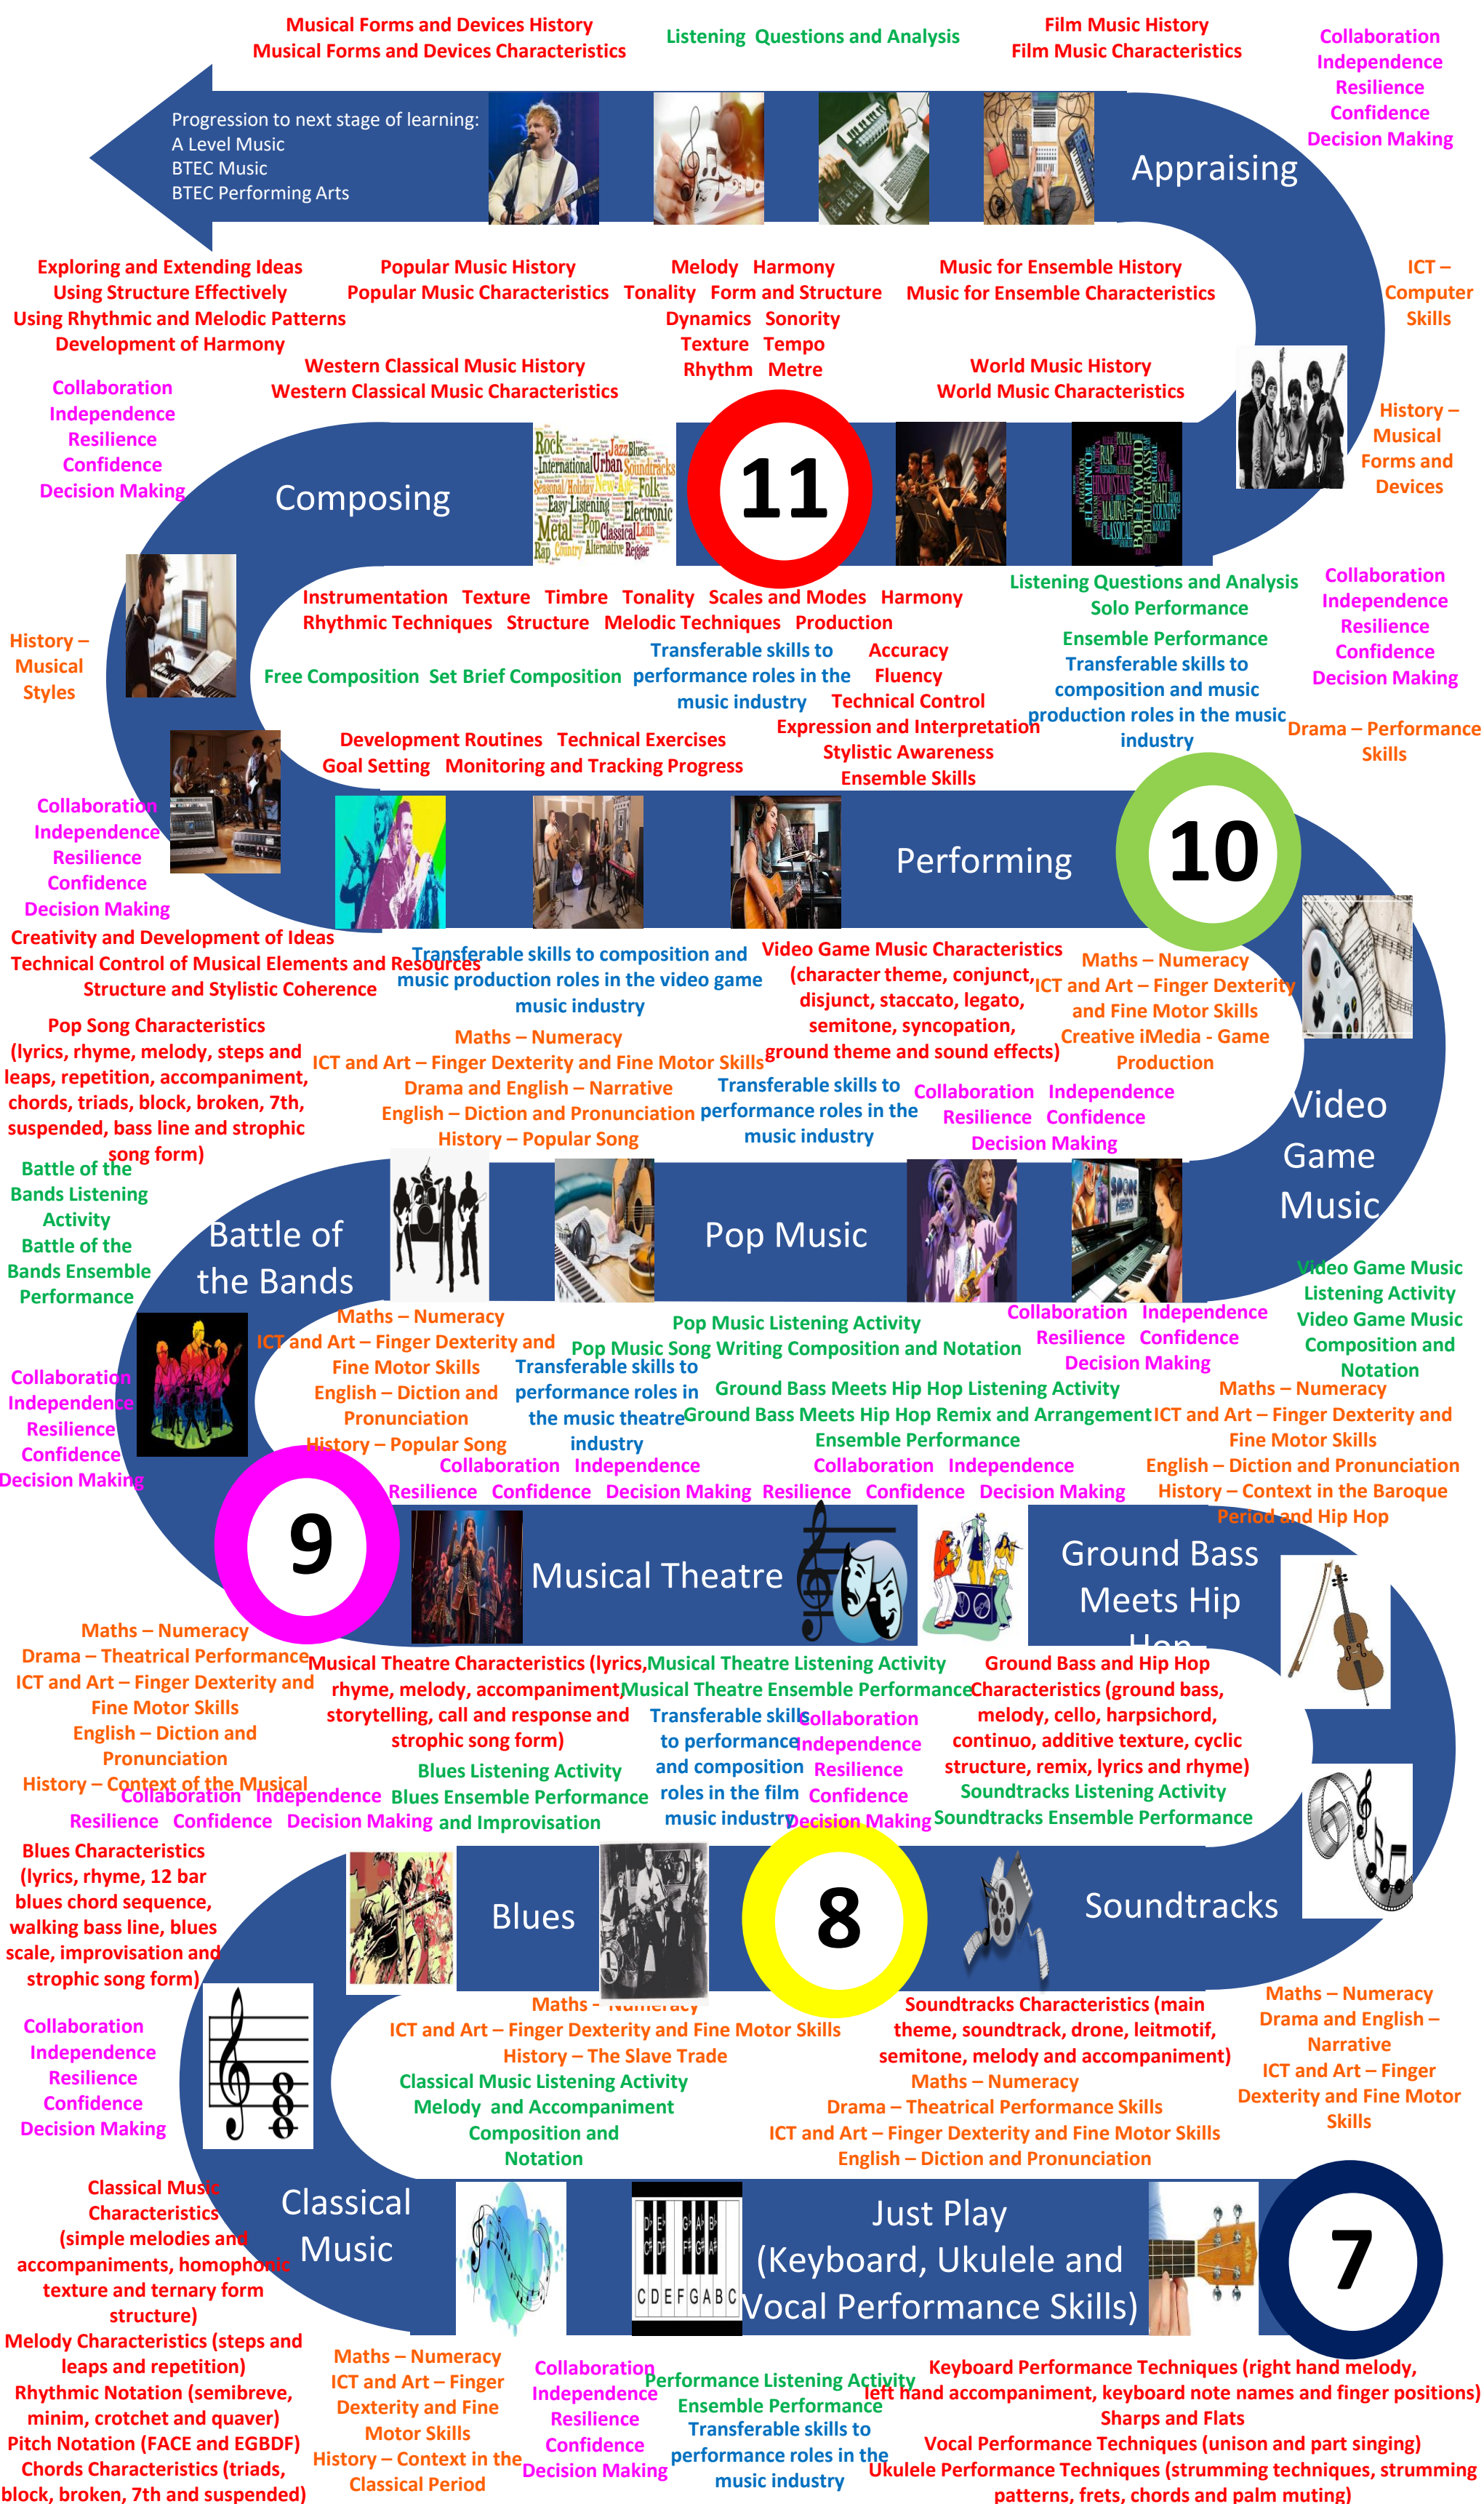 Musical Forms and Devices History
Musical Forms and Devices Characteristics
Listening Questions and Analysis
Film Music History
Film Music Characteristics
Collaboration
Independence
Resilience
Confidence
Decision Making
Progression to next stage of learning:
A Level Music
BTEC Music
BTEC Performing Arts
Appraising
Exploring and Extending Ideas
Using Structure Effectively
Using Rhythmic and Melodic Patterns
Development of Harmony
Popular Music History
Popular Music Characteristics
Melody Harmony
Tonality Form and Structure
Dynamics Sonority
Texture Tempo
Rhythm Metre
Music for Ensemble History
Music for Ensemble Characteristics
ICT –
Computer
Skills
Western Classical Music History
Western Classical Music Characteristics
World Music History
World Music Characteristics
Collaboration
Independence
Resilience
Confidence
Decision Making
History –
Musical
Forms and
Devices
Composing
Rock
Jazz Blues
International Urban Soundtracks
Seasonal/Holiday New Age Folk
Easy Listening Electronic
Metal Pop Classical Latin
Rap Country Alternative Reggae
11
POLKA
RAP JAZZ
HINDUSTANI
FLAMENCO
CLASSICAL
BOLLYWOOD
COUNTRY
Instrumentation Texture Timbre Tonality Scales and Modes Harmony
Rhythmic Techniques Structure Melodic Techniques Production
Listening Questions and Analysis
Solo Performance
Ensemble Performance
Collaboration
Independence
Resilience
Confidence
Decision Making
History –
Musical
Styles
Free Composition Set Brief Composition
Transferable skills to
performance roles in the
music industry
Accuracy
Fluency
Technical Control
Expression and Interpretation
Stylistic Awareness
Ensemble Skills
Transferable skills to
composition and music
production roles in the music
industry
Drama – Performance
Skills
Development Routines Technical Exercises
Goal Setting Monitoring and Tracking Progress
Collaboration
Independence
Resilience
Confidence
Decision Making
Performing
10
Creativity and Development of Ideas
Technical Control of Musical Elements and Resources
Structure and Stylistic Coherence
Transferable skills to composition and
music production roles in the video game
music industry
Video Game Music Characteristics
(character theme, conjunct,
disjunct, staccato, legato,
semitone, syncopation,
ground theme and sound effects)
Maths – Numeracy
ICT and Art – Finger Dexterity
and Fine Motor Skills
Creative iMedia - Game
Production
Pop Song Characteristics
(lyrics, rhyme, melody, steps and
leaps, repetition, accompaniment,
chords, triads, block, broken, 7th,
suspended, bass line and strophic
song form)
Maths – Numeracy
ICT and Art – Finger Dexterity and Fine Motor Skills
Drama and English – Narrative
English – Diction and Pronunciation
History – Popular Song
Transferable skills to
performance roles in the
music industry
Collaboration Independence
Resilience Confidence
Decision Making
Video
Game
Music
Battle of the
Bands Listening
Activity
Battle of the
Bands Ensemble
Performance
Battle of
the Bands
Pop Music
SPORE
HERO
Video Game Music
Listening Activity
Video Game Music
Composition and
Notation
Maths – Numeracy
ICT and Art – Finger Dexterity and
Fine Motor Skills
English – Diction and
Pronunciation
History – Popular Song
Pop Music Listening Activity
Pop Music Song Writing Composition and Notation
Collaboration Independence
Resilience Confidence
Decision Making
Transferable skills to
performance roles in
the music theatre
industry
Ground Bass Meets Hip Hop Listening Activity
Ground Bass Meets Hip Hop Remix and Arrangement
Ensemble Performance
Maths – Numeracy
ICT and Art – Finger Dexterity and
Fine Motor Skills
English – Diction and Pronunciation
History – Context in the Baroque
Period and Hip Hop
Collaboration
Independence
Resilience
Confidence
Decision Making
Collaboration Independence
Resilience Confidence Decision Making
Collaboration Independence
Resilience Confidence Decision Making
9
Musical Theatre
Ground Bass
Meets Hip
Hop
Maths – Numeracy
Drama – Theatrical Performance
ICT and Art – Finger Dexterity and
Fine Motor Skills
English – Diction and
Pronunciation
History – Context of the Musical
Musical Theatre Characteristics (lyrics,
rhyme, melody, accompaniment,
storytelling, call and response and
strophic song form)
Musical Theatre Listening Activity
Musical Theatre Ensemble Performance
Transferable skills
to performance
and composition
roles in the film
music industry
Collaboration
Independence
Resilience
Confidence
Decision Making
Ground Bass and Hip Hop
Characteristics (ground bass,
melody, cello, harpsichord,
continuo, additive texture, cyclic
structure, remix, lyrics and rhyme)
Soundtracks Listening Activity
Soundtracks Ensemble Performance
Collaboration Independence
Resilience Confidence Decision Making
Blues Listening Activity
Blues Ensemble Performance
and Improvisation
Blues Characteristics
(lyrics, rhyme, 12 bar
blues chord sequence,
walking bass line, blues
scale, improvisation and
strophic song form)
Blues
8
Soundtracks
Maths – Numeracy
ICT and Art – Finger Dexterity and Fine Motor Skills
History – The Slave Trade
Soundtracks Characteristics (main
theme, soundtrack, drone, leitmotif,
semitone, melody and accompaniment)
Maths – Numeracy
Drama and English –
Narrative
ICT and Art – Finger
Dexterity and Fine Motor
Skills
Collaboration
Independence
Resilience
Confidence
Decision Making
Classical Music Listening Activity
Melody and Accompaniment
Composition and
Notation
Maths – Numeracy
Drama – Theatrical Performance Skills
ICT and Art – Finger Dexterity and Fine Motor Skills
English – Diction and Pronunciation
Classical Music
Characteristics
(simple melodies and
accompaniments, homophonic
texture and ternary form
structure)
Melody Characteristics (steps and
leaps and repetition)
Rhythmic Notation (semibreve,
minim, crotchet and quaver)
Pitch Notation (FACE and EGBDF)
Chords Characteristics (triads,
block, broken, 7th and suspended)
Classical
Music
D♭ E♭ G♭ A♭ B♭
C# D# F# G# A#
C D E F G A B C
Just Play
(Keyboard, Ukulele and
Vocal Performance Skills)
7
Maths – Numeracy
ICT and Art – Finger
Dexterity and Fine
Motor Skills
History – Context in the
Classical Period
Collaboration
Independence
Resilience
Confidence
Decision Making
Performance Listening Activity
Ensemble Performance
Transferable skills to
performance roles in the
music industry
Keyboard Performance Techniques (right hand melody,
left hand accompaniment, keyboard note names and finger positions)
Sharps and Flats
Vocal Performance Techniques (unison and part singing)
Ukulele Performance Techniques (strumming techniques, strumming
patterns, frets, chords and palm muting)